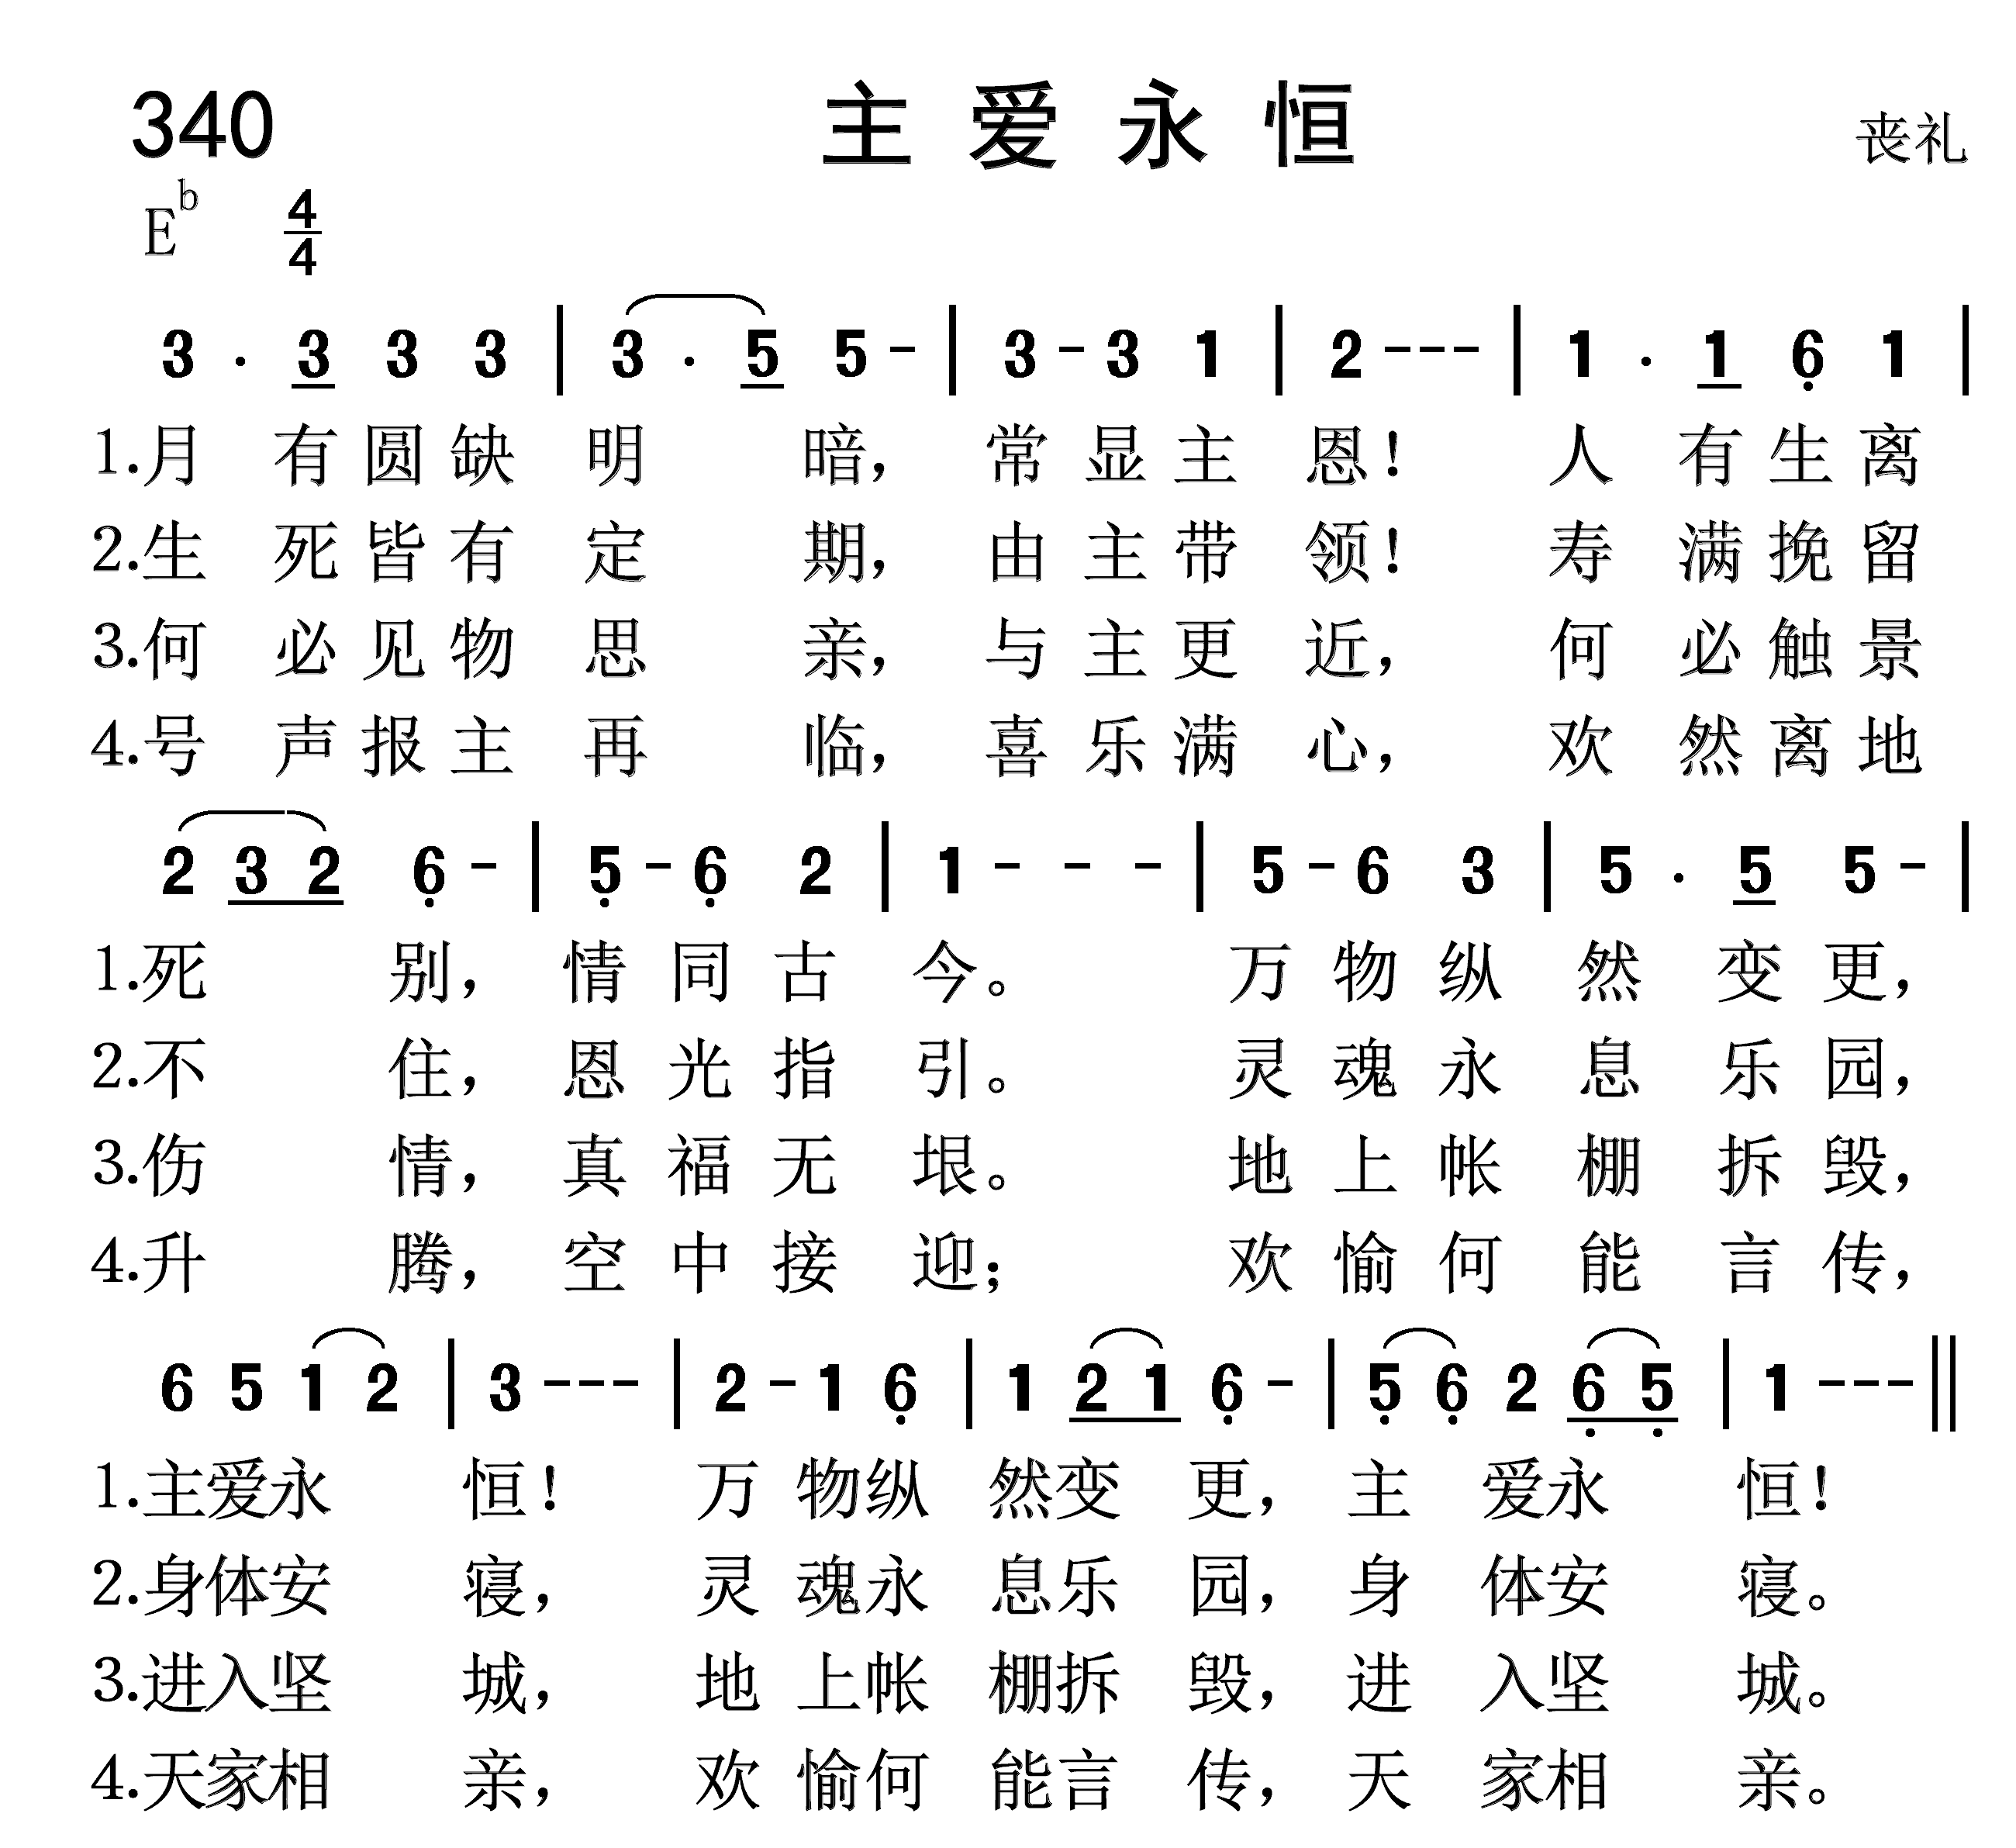 340 主爱永恒 丧礼
E♭ 4/4
3 · 3 3 3 | 3 · 5 5 - | 3 - 3 1 | 2 - - - | 1 · 1 6 1 |
1.月有圆缺明暗，常显主恩！人有生离
2.生死皆有定期，由主带领！寿满挽留
3.何必见物思亲，与主更近，何必触景
4.号声报主再临，喜乐满心，欢然离地
2 3 2 6 - | 5 - 6 2 | 1 - - - | 5 - 6 3 | 5 · 5 5 - |
1.死别，情同古今。万物纵然变更，
2.不住，恩光指引。灵魂永息乐园，
3.伤情，真福无垠。地上帐棚拆毁，
4.升腾，空中接迎；欢愉何能言传，
6 5 1 2 | 3 - - - | 2 - 1 6 | 1 2 1 6 - | 5 6 2 6 5 | 1 - - - ||
1.主爱永恒！万物纵然变更，主爱永恒！
2.身体安寝，灵魂永息乐园，身体安寝。
3.进入坚城，地上帐棚拆毁，进入坚城。
4.天家相亲，欢愉何能言传，天家相亲。